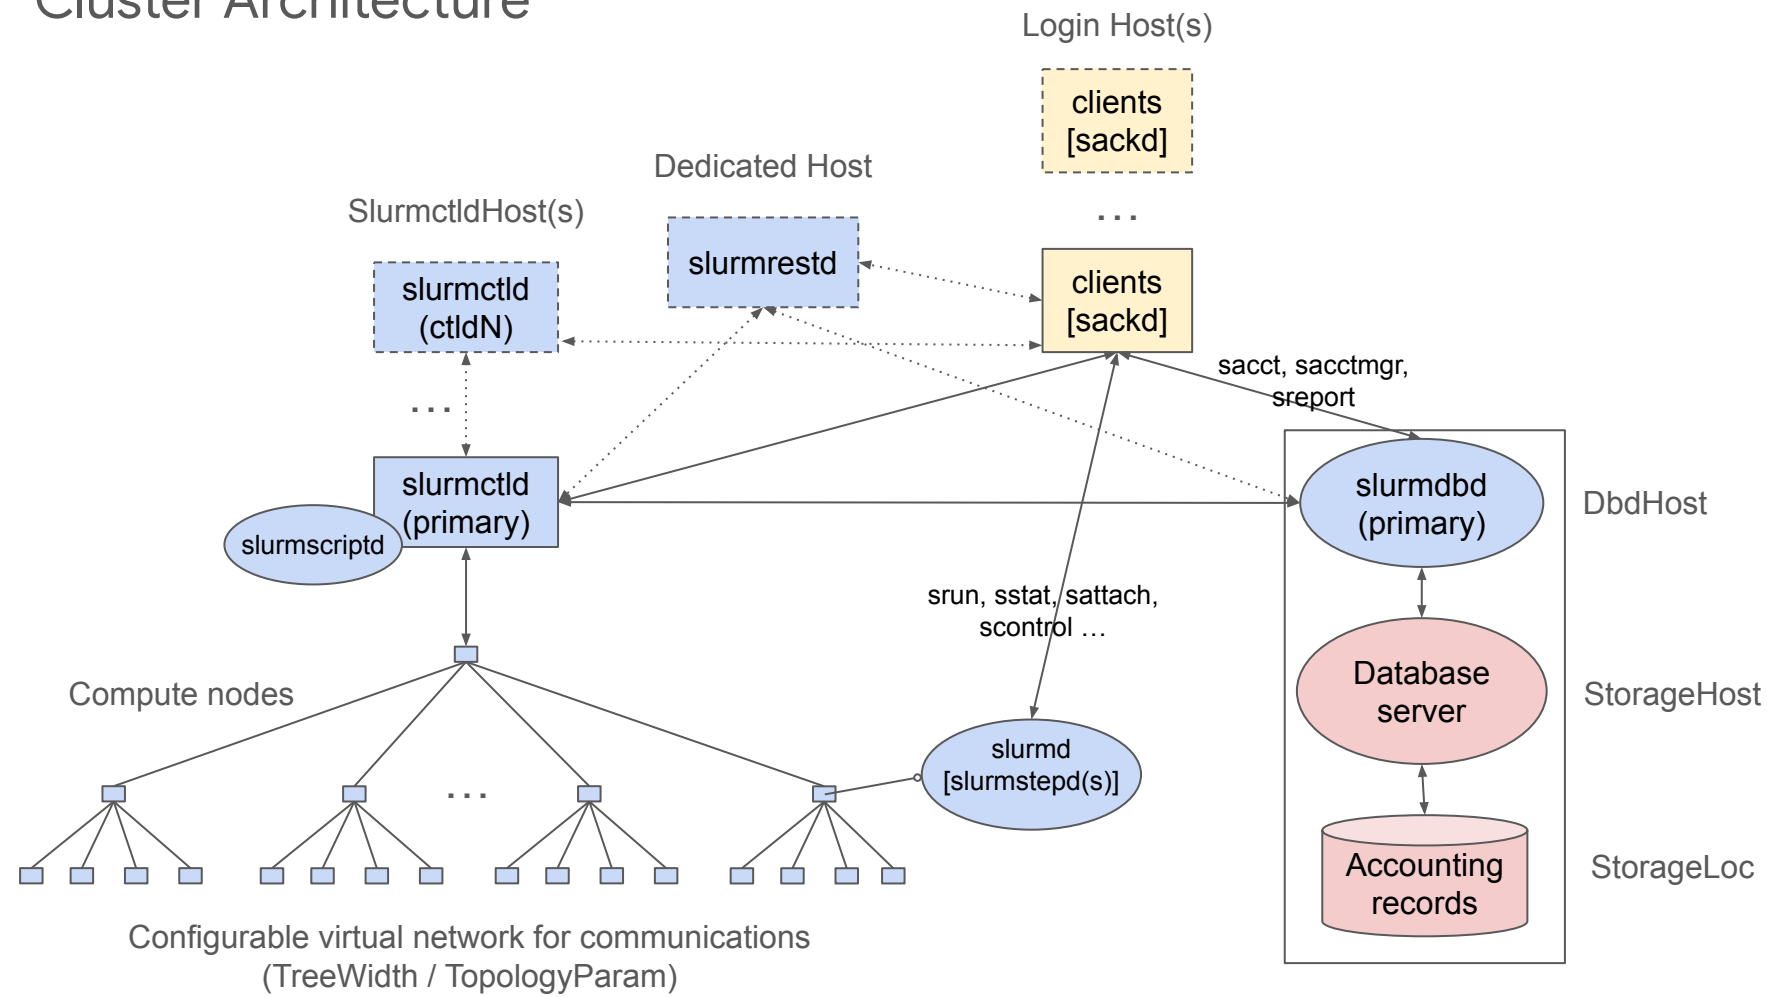 Cluster Architecture
Login Host(s)
clients
[sackd]
Dedicated Host
SlurmctldHost(s)
...
slurmrestd
slurmctld
(ctldN)
clients
[sackd]
sacct, sacctmgr,
sreport
...
slurmctld
(primary)
slurmscriptd
slurmdbd
(primary)
DbdHost
srun, sstat, sattach,
scontrol …
Compute nodes
Database
server
StorageHost
...
slurmd
[slurmstepd(s)]
Accounting
records
StorageLoc
Configurable virtual network for communications
(TreeWidth / TopologyParam)